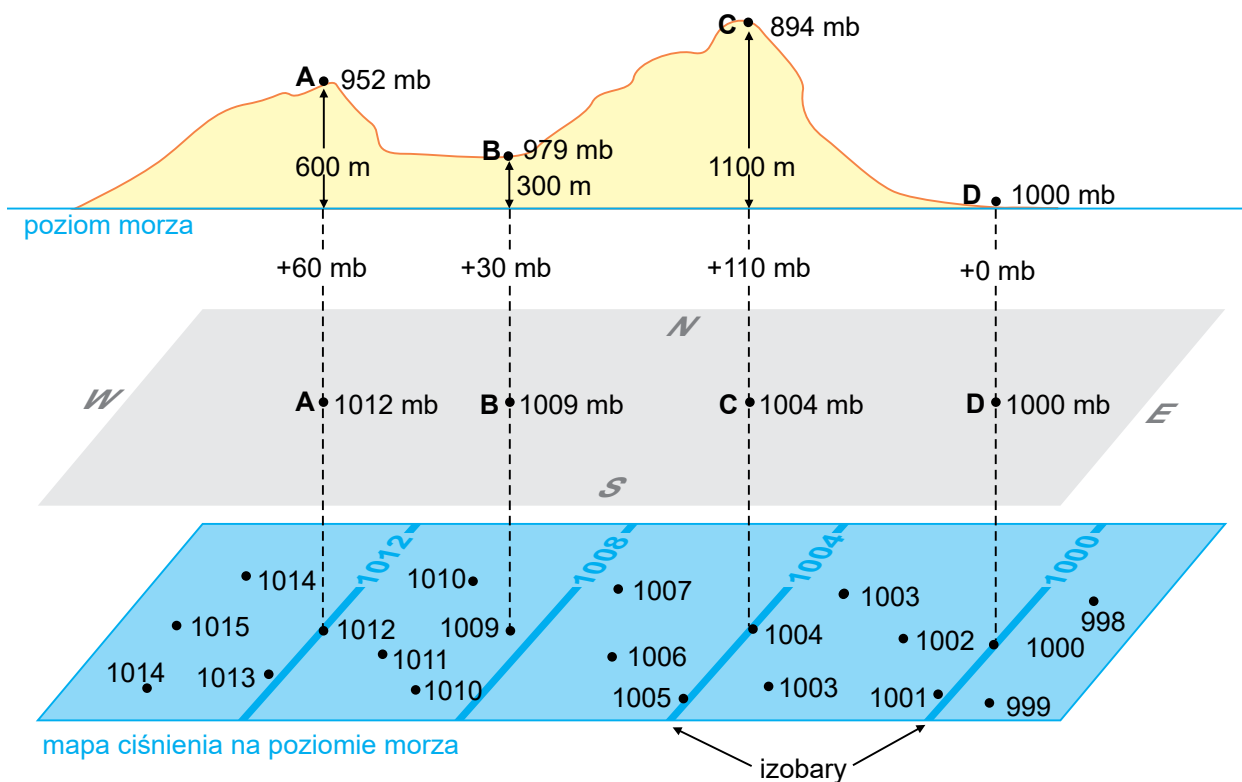 C 894 mb
A 952 mb
B 979 mb
600 m
1100 m
300 m
D 1000 mb
poziom morza
+60 mb
+30 mb
+110 mb
+0 mb
N
W
E
A 1012 mb
B 1009 mb
C 1004 mb
D 1000 mb
S
1012
1008
1004
1000
1014
1010
1007
1003
998
1015
1012
1009
1004
1002
1000
1011
1006
1014
1013
1010
1005
1003
1001
999
mapa ciśnienia na poziomie morza
izobary